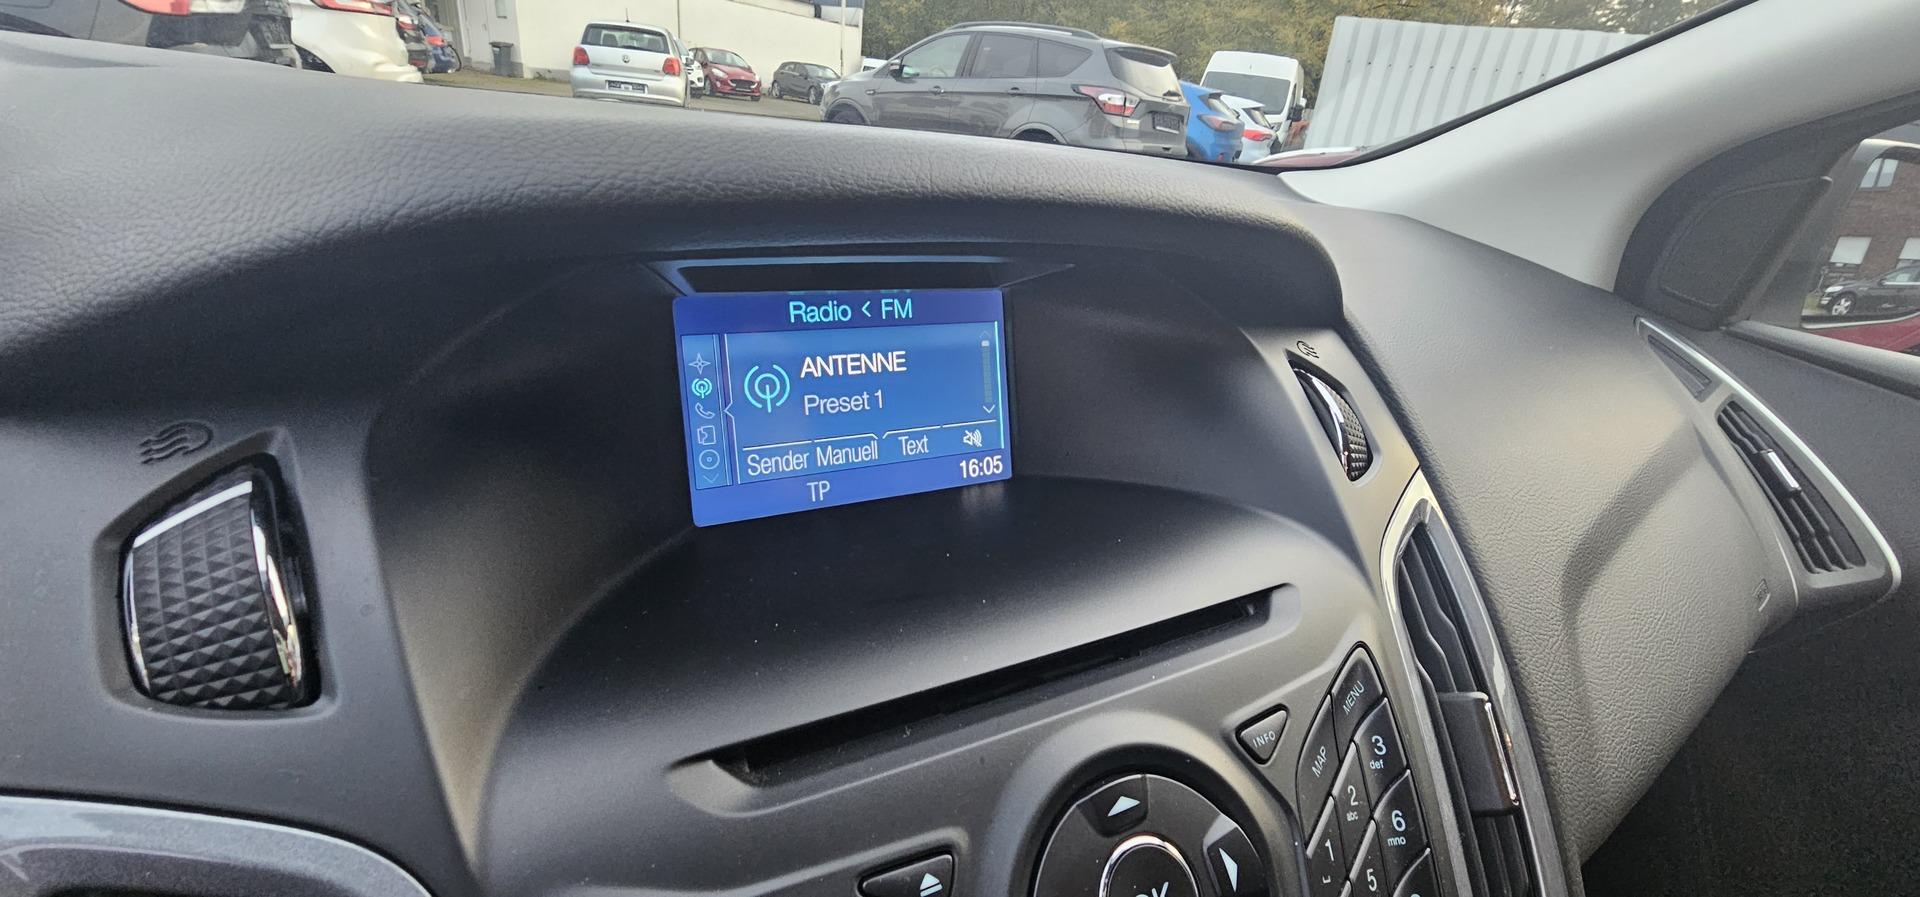 Radio < FM
ANTENNE
Preset 1
Sender Manuell Text
16:05
TP
INFO
MAP
MENU
1
2
abc
3
def
5
6
mno
OK